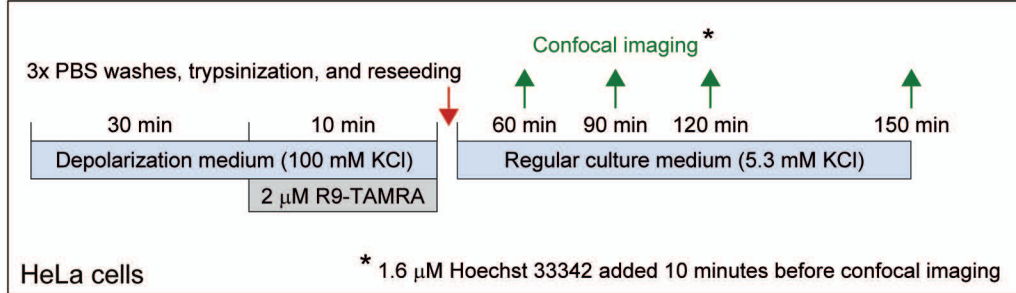 Confocal imaging *
3x PBS washes, trypsinization, and reseeding
30 min 10 min 60 min 90 min 120 min 150 min
Depolarization medium (100 mM KCl) Regular culture medium (5.3 mM KCl)
2 μM R9-TAMRA
HeLa cells * 1.6 μM Hoechst 33342 added 10 minutes before confocal imaging